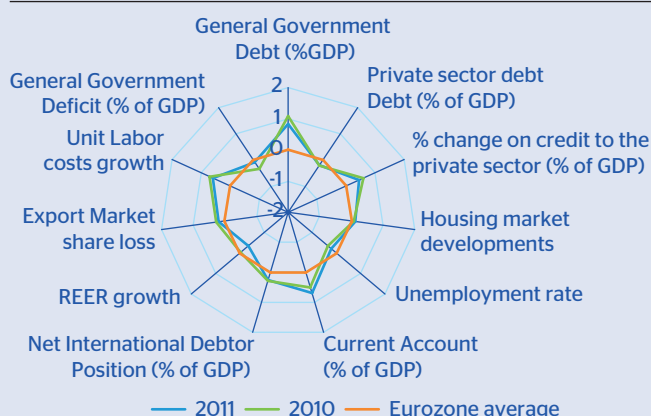 General Government
Debt (%GDP)
Private sector debt
Debt (% of GDP)
% change on credit to the
private sector (% of GDP)
Housing market
developments
Unemployment rate
Current Account
(% of GDP)
Net International Debtor
Position (% of GDP)
REER growth
Export Market
share loss
Unit Labor
costs growth
General Government
Deficit (% of GDP)
2
1
0
-1
-2
2011
2010
Eurozone average